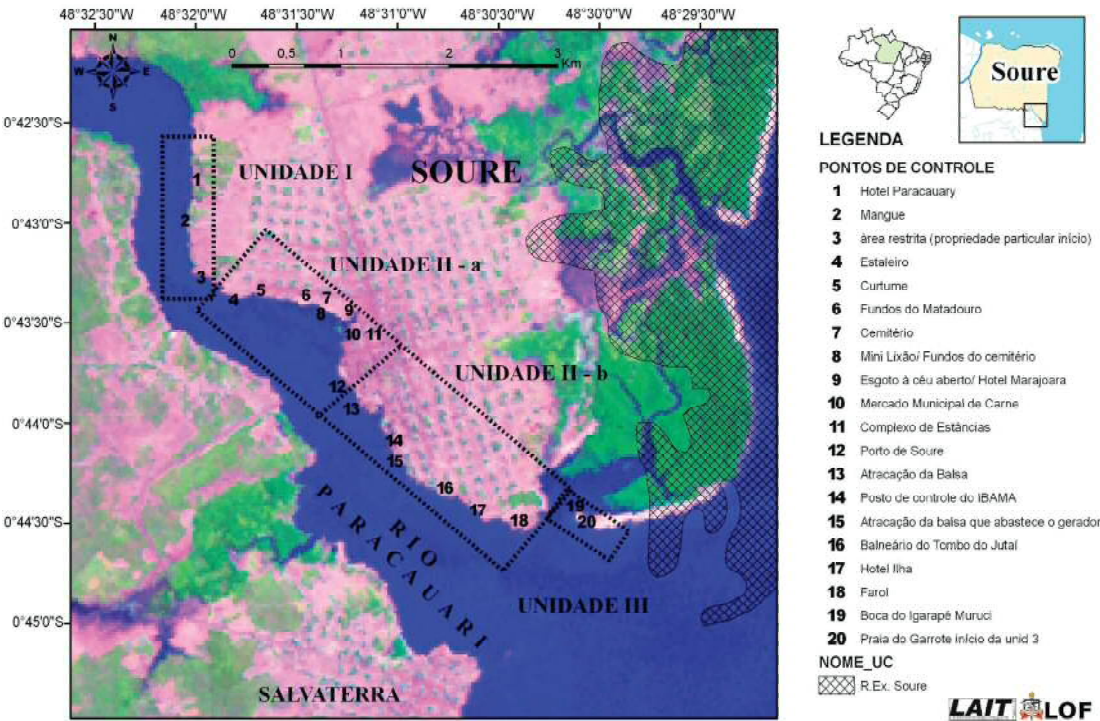 48°32'30"W 48°32'0"W 48°31'30"W 48°31'0"W 48°30'30"W 48°30'0"W 48°29'30"W
N
W E
S
0 0,5 1 2 3
Km
0°42'30"S
0°43'0"S
0°43'30"S
0°44'0"S
0°44'30"S
0°45'0"S
UNIDADE I
SOURE
UNIDADE II - a
UNIDADE II - b
UNIDADE III
RIO
PARACAUARI
SALVATERRA
1
2
3
4
5
6
7
8
9
10
11
12
13
14
15
16
17
18
19
20
Soure
LEGENDA
PONTOS DE CONTROLE
1 Hotel Paracauary
2 Mangue
3 área restrita (propriedade particular início)
4 Estaleiro
5 Curtume
6 Fundos do Matadouro
7 Cemitério
8 Mini Lixão/ Fundos do cemitério
9 Esgoto à céu aberto/ Hotel Marajoara
10 Mercado Municipal de Carne
11 Complexo de Estâncias
12 Porto de Soure
13 Atracação da Balsa
14 Posto de controle do IBAMA
15 Atracação da balsa que abastece o gerador
16 Balneário do Tombo do Jutaí
17 Hotel Ilha
18 Farol
19 Boca do Igarapé Muruci
20 Praia do Garrote início da unid 3
NOME_UC
R.Ex. Soure
LAIT LOF